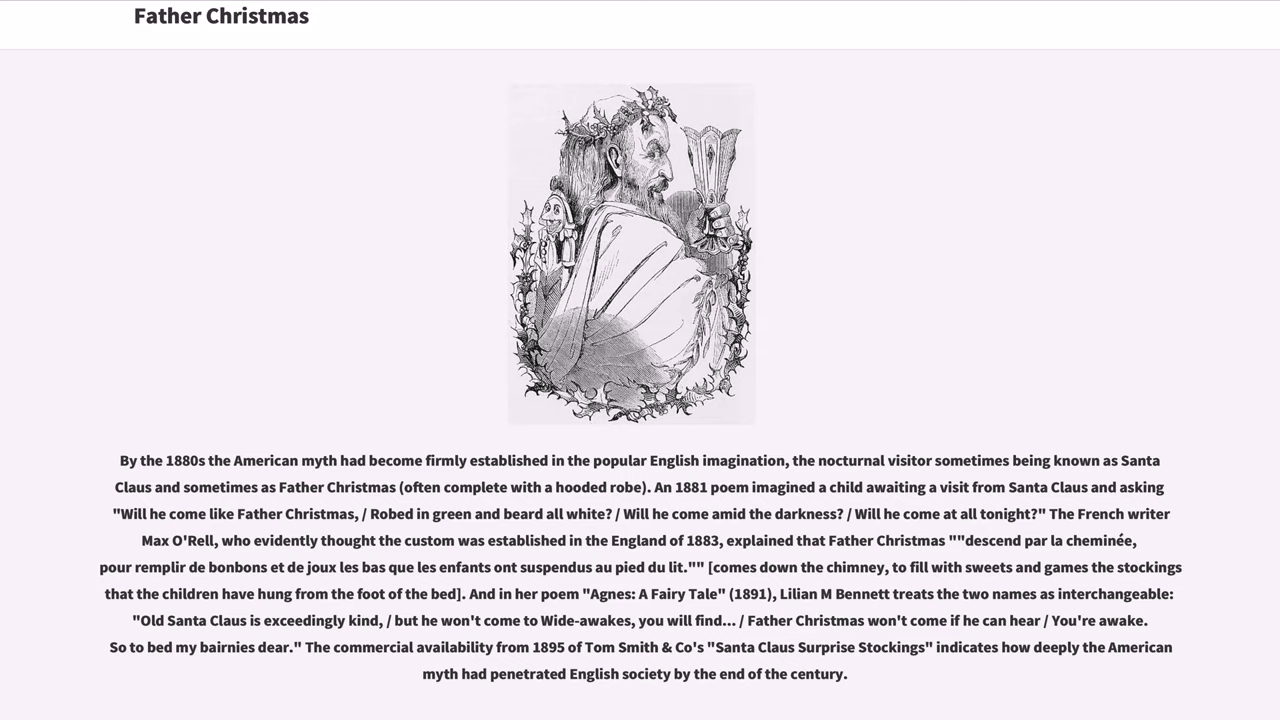 Father Christmas
By the 1880s the American myth had become firmly established in the popular English imagination, the nocturnal visitor sometimes being known as Santa
Claus and sometimes as Father Christmas (often complete with a hooded robe). An 1881 poem imagined a child awaiting a visit from Santa Claus and asking
"Will he come like Father Christmas, / Robed in green and beard all white? / Will he come amid the darkness? / Will he come at all tonight?" The French writer
Max O'Rell, who evidently thought the custom was established in the England of 1883, explained that Father Christmas ""descend par la cheminée,
pour remplir de bonbons et de joux les bas que les enfants ont suspendus au pied du lit."" [comes down the chimney, to fill with sweets and games the stockings
that the children have hung from the foot of the bed]. And in her poem "Agnes: A Fairy Tale" (1891), Lilian M Bennett treats the two names as interchangeable:
"Old Santa Claus is exceedingly kind, / but he won't come to Wide-awakes, you will find... / Father Christmas won't come if he can hear / You're awake.
So to bed my bairnies dear." The commercial availability from 1895 of Tom Smith & Co's "Santa Claus Surprise Stockings" indicates how deeply the American
myth had penetrated English society by the end of the century.